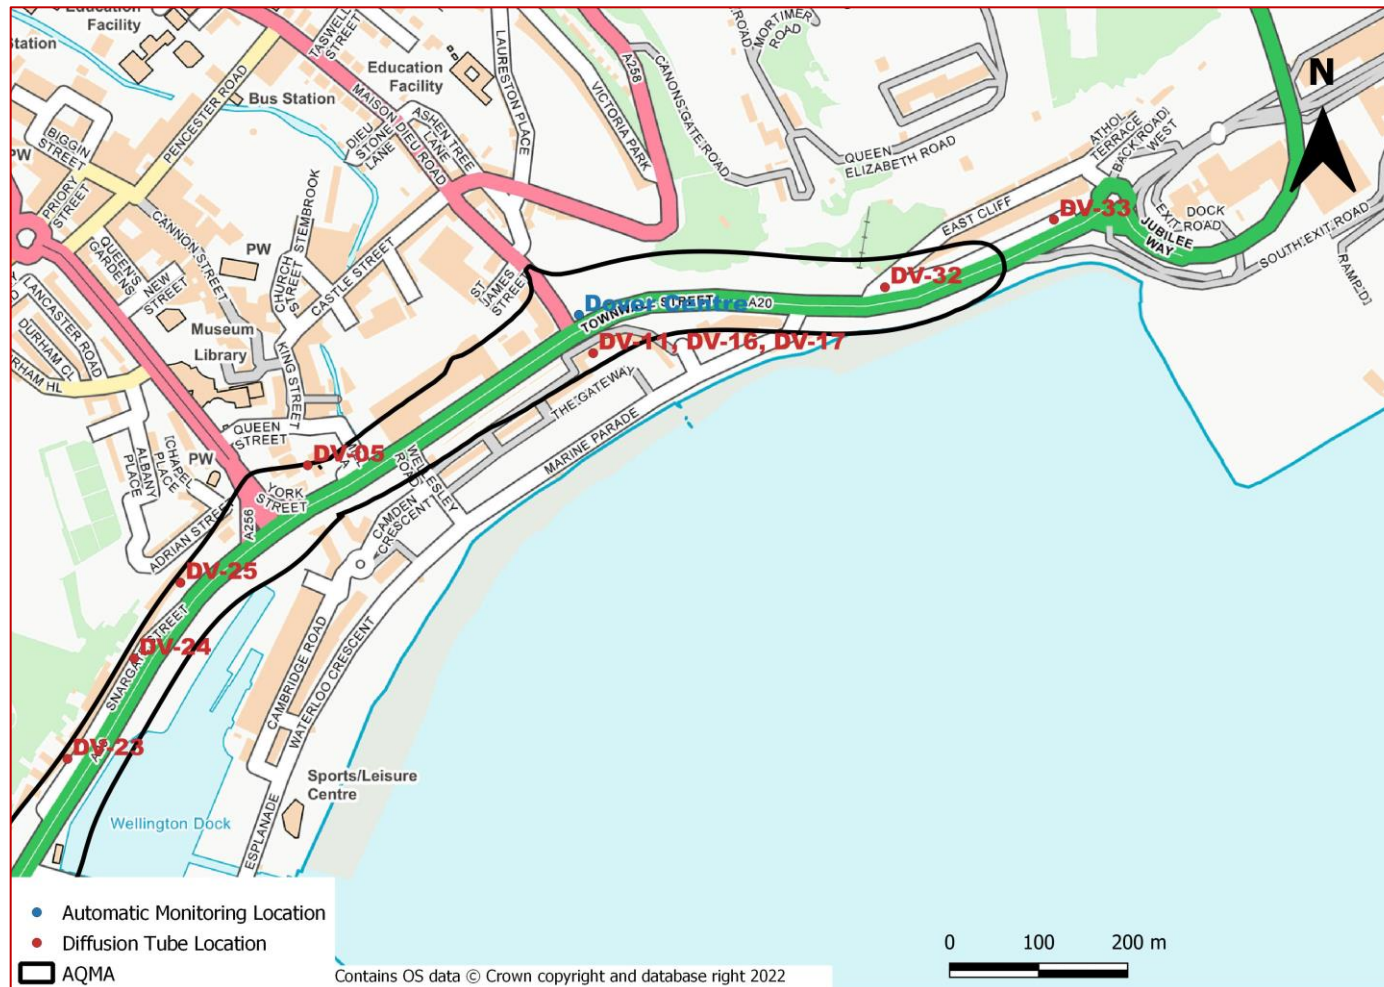 Education
Facility
Station
TASWELL
STREET
LAURESTON PLACE
A258
ROAD
MORTIMER
ROAD
N
Education
Facility
Bus Station
MAISON DIEU ROAD
ASHEN TREE
LANE
DIEU
STONE
LANE
VICTORIA PARK
CANONS GATE ROAD
PENCESTER ROAD
BIGGIN
STREET
PW
PRIORY
STREET
QUEEN
ELIZABETH ROAD
ATHOL
TERRACE
BACK ROAD
WEST
EAST CLIFF
DV-33
EXIT
ROAD
DOCK
ROAD
JUBILEE
WAY
SOUTH EXIT ROAD
RAMP D
CANNON STREET
CHURCH
STREET
STEMBROOK
PW
QUEEN'S
GARDENS
NEW
STREET
CASTLE STREET
ST.
JAMES
STREET
DV-32
Dover Centre
TOWNWALL STREET
A20
LANCASTER ROAD
DURHAM CL
DURHAM HL
Museum
Library
KING STREET
DV-11, DV-16, DV-17
THE GATEWAY
MARINE PARADE
QUEEN
STREET
DV-05
PW
CHAPEL
PLACE
ALBANY
PLACE
YORK
STREET
WELLESLEY
ROAD
CAMDEN
CRESCENT
ADRIAN STREET
A256
DV-25
SNARGATE STREET
DV-24
CAMBRIDGE ROAD
WATERLOO CRESCENT
DV-23
Sports/Leisure
Centre
Wellington Dock
ESPLANADE
Automatic Monitoring Location
Diffusion Tube Location
AQMA
Contains OS data © Crown copyright and database right 2022
0 100 200 m